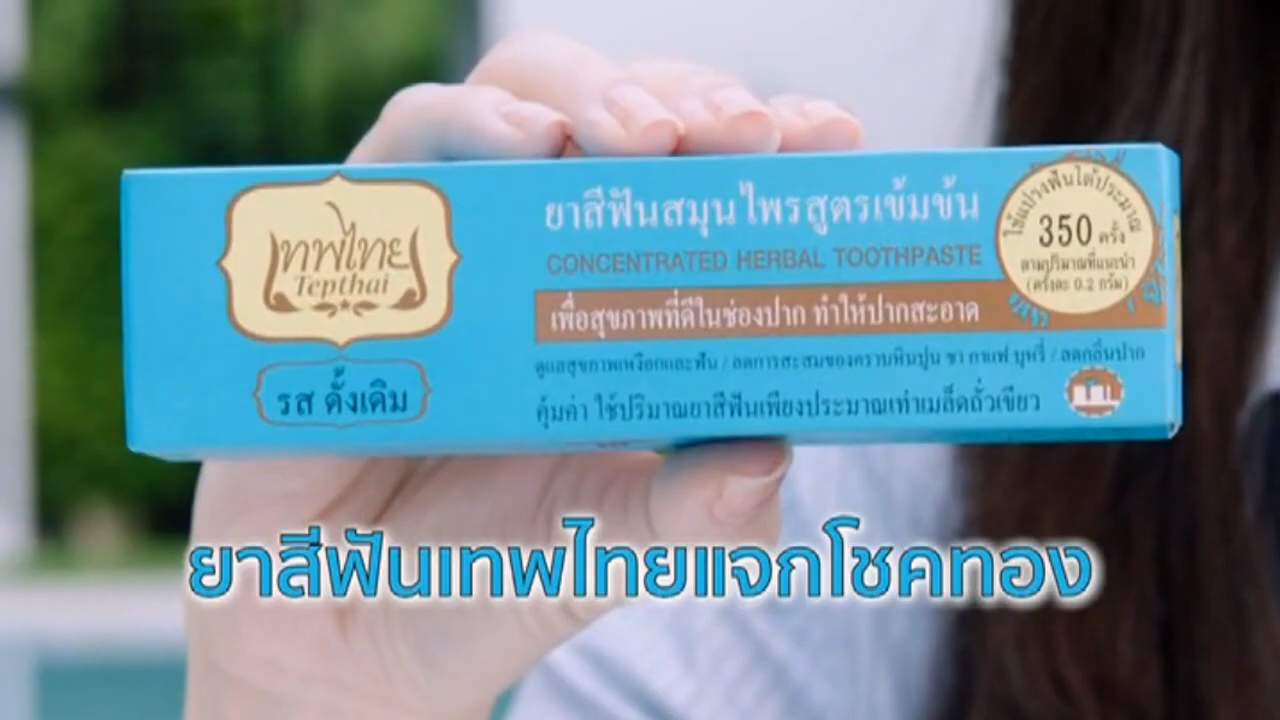 เทพไทย
Tepthai
รส ดั้งเดิม
ยาสีฟันสมุนไพรสูตรเข้มข้น
CONCENTRATED HERBAL TOOTHPASTE
เพื่อสุขภาพที่ดีในช่องปาก ทำให้ปากสะอาด
ดูแลสุขภาพเหงือกและฟัน / ลดการสะสมของคราบหินปูน ชา กาแฟ บุหรี่ / ลดกลิ่นปาก
คุ้มค่า ใช้ปริมาณยาสีฟันเพียงประมาณเท่าเมล็ดถั่วเขียว
ใช้แปรงฟันได้ประมาณ
350 ครั้ง
ตามปริมาณที่แนะนำ
(ครั้งละ 0.2 กรัม)
ยาสีฟันเทพไทยแจกโชคทอง